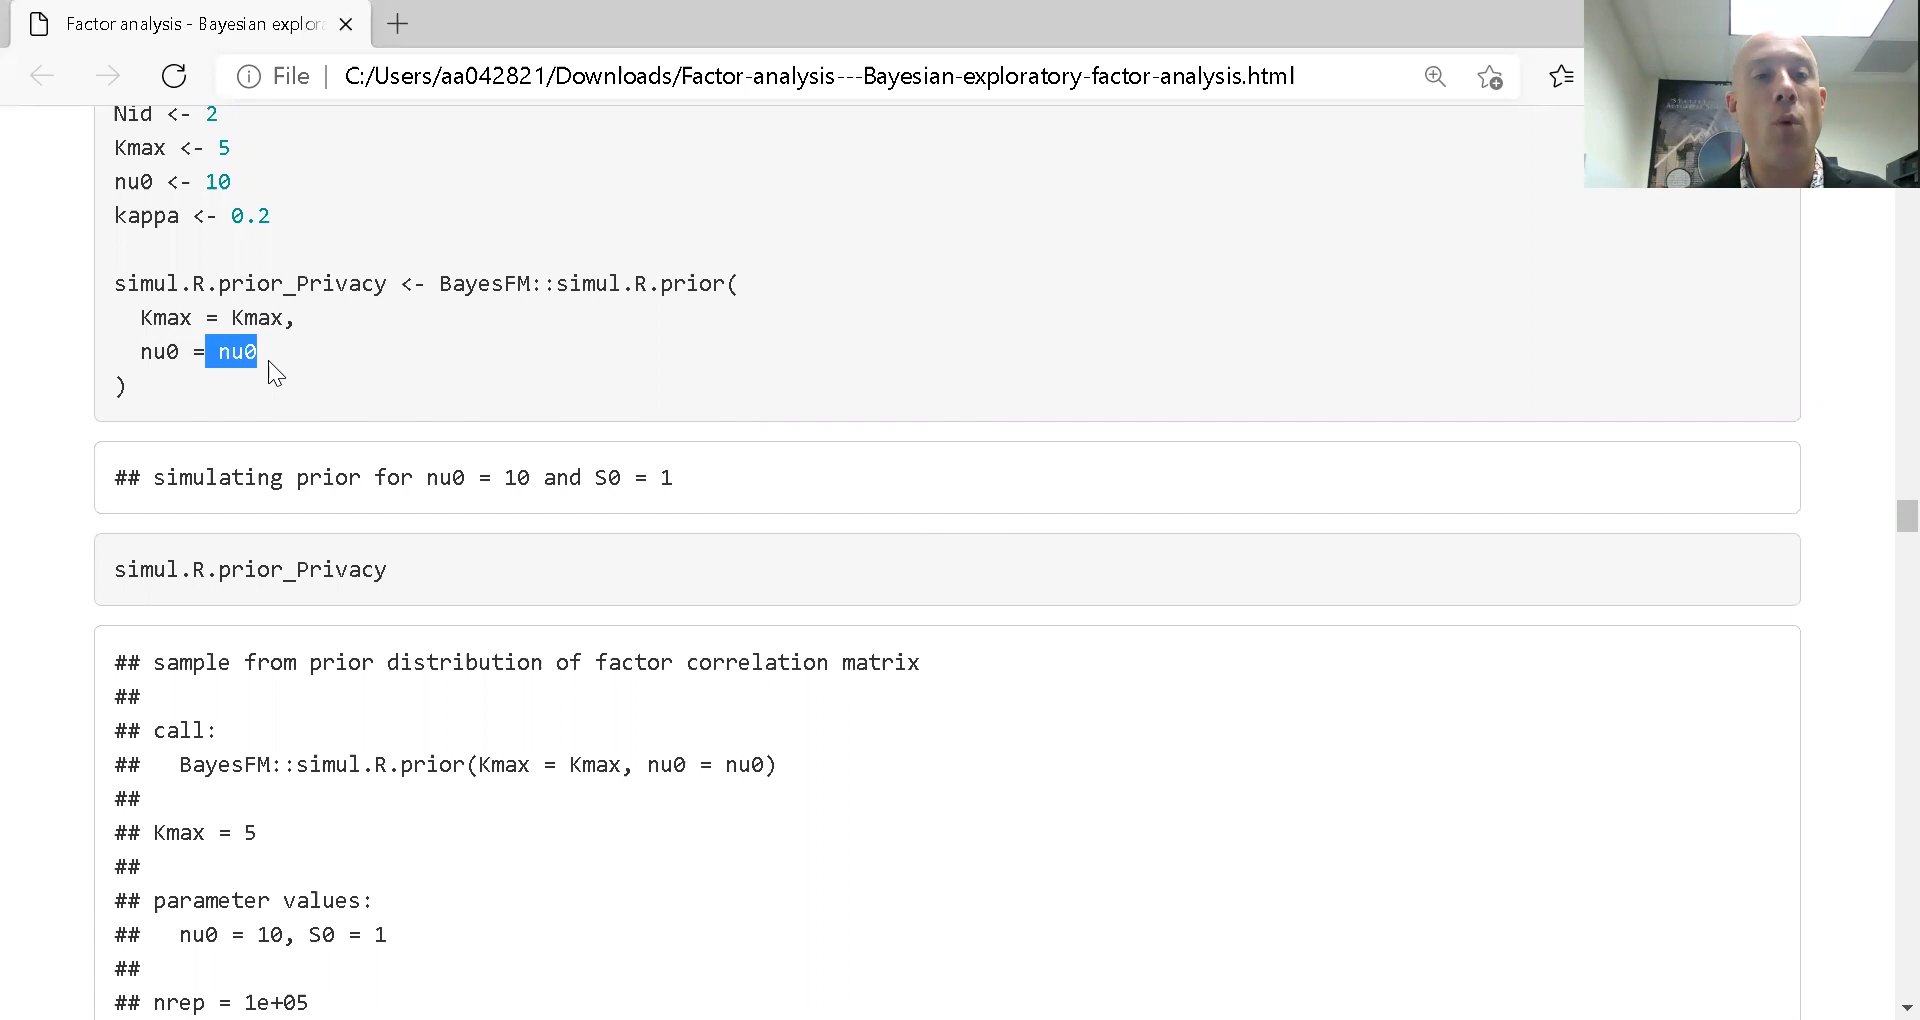 Factor analysis - Bayesian explora
File | C:/Users/aa042821/Downloads/Factor-analysis---Bayesian-exploratory-factor-analysis.html
Nid <- 2
Kmax <- 5
nu0 <- 10
kappa <- 0.2
simul.R.prior_Privacy <- BayesFM::simul.R.prior(
Kmax = Kmax,
nu0 = nu0
)
## simulating prior for nu0 = 10 and S0 = 1
simul.R.prior_Privacy
## sample from prior distribution of factor correlation matrix
##
## call:
## BayesFM::simul.R.prior(Kmax = Kmax, nu0 = nu0)
##
## Kmax = 5
##
## parameter values:
## nu0 = 10, S0 = 1
##
## nrep = 1e+05